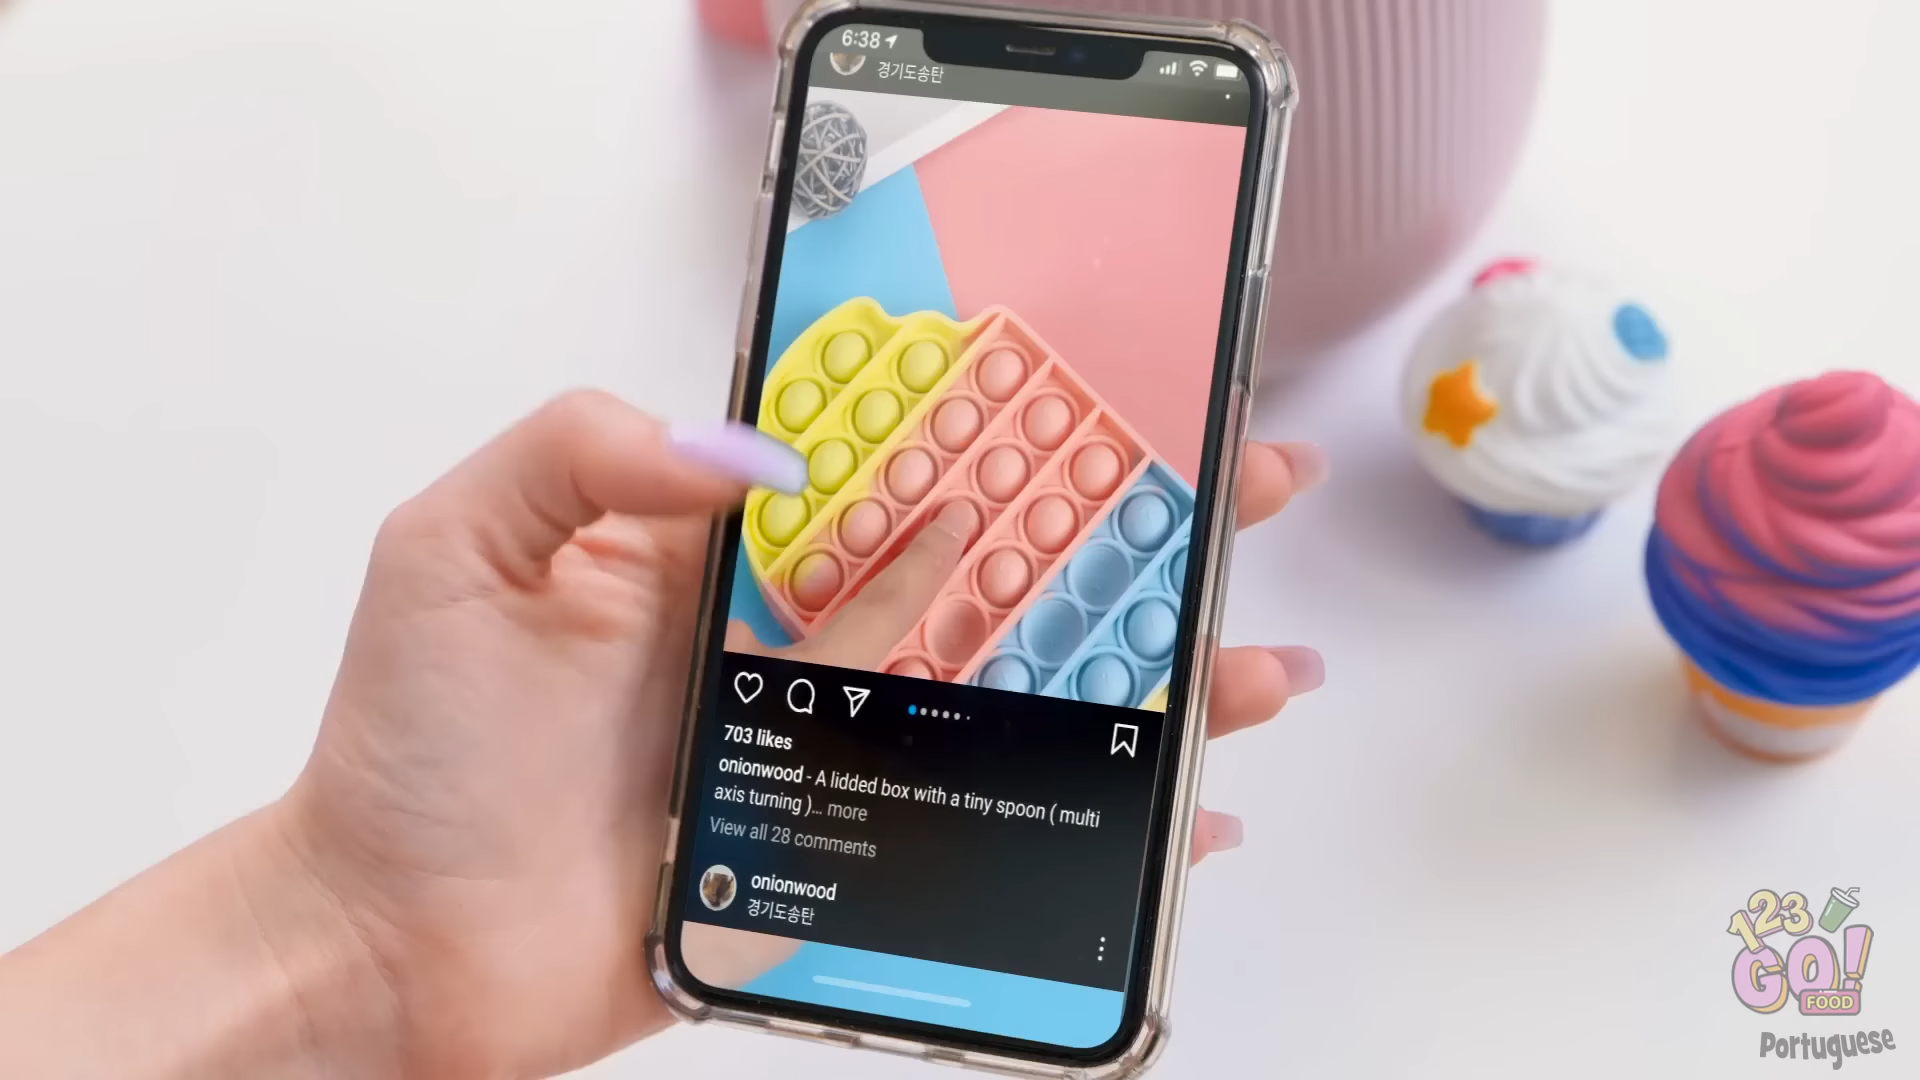 6:38
경기도송탄
703 likes
onionwood - A lidded box with a tiny spoon ( multi
axis turning )... more
View all 28 comments
onionwood
경기도송탄
123
GO!
FOOD
Portuguese